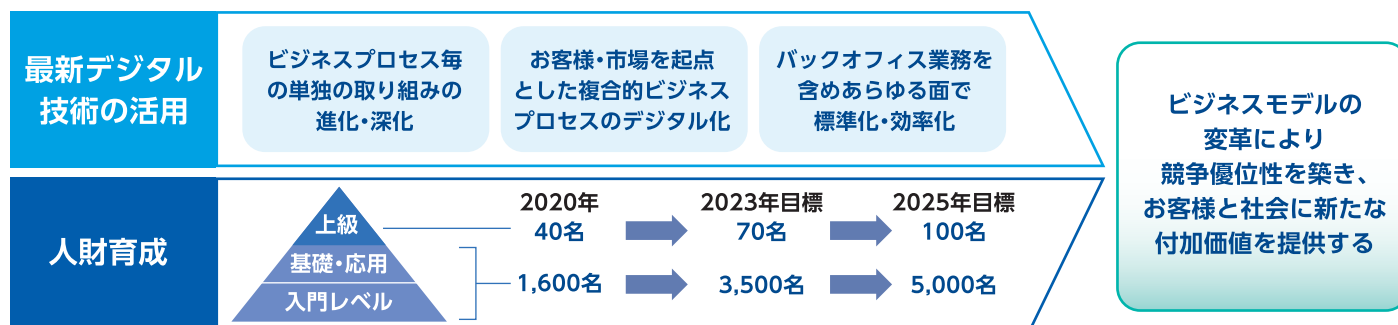 最新デジタル
技術の活用
ビジネスプロセス毎
の単独の取り組みの
進化・深化
お客様・市場を起点
とした複合的ビジネス
プロセスのデジタル化
バックオフィス業務を
含めあらゆる面で
標準化・効率化
人財育成
上級
基礎・応用
入門レベル
2020年
2023年目標
2025年目標
40名
70名
100名
1,600名
3,500名
5,000名
ビジネスモデルの
変革により
競争優位性を築き、
お客様と社会に新たな
付加価値を提供する